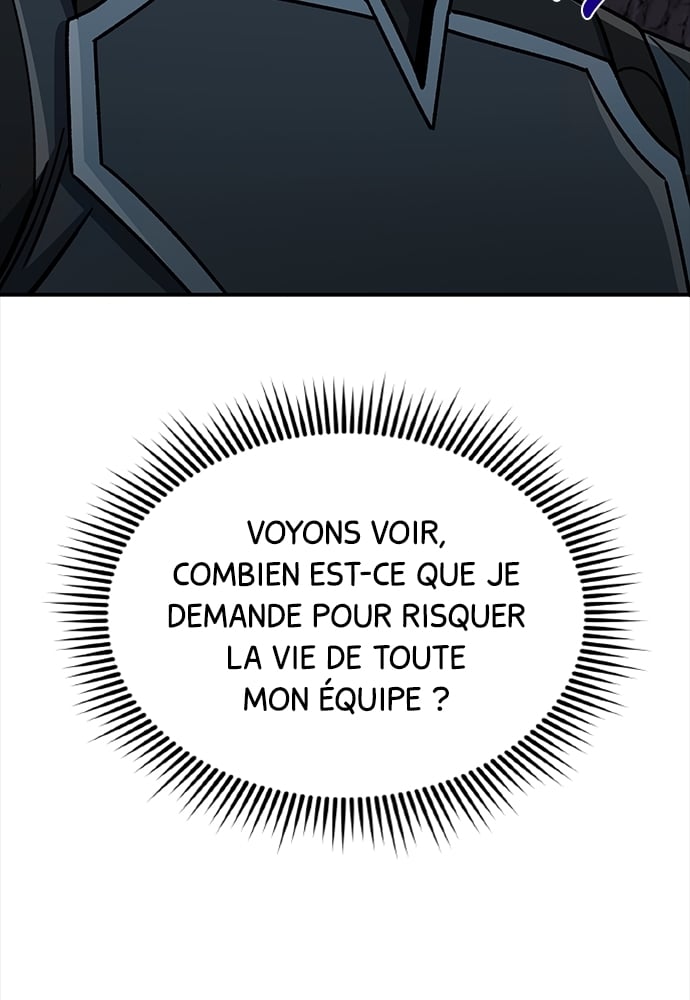 VOYONS VOIR,
COMBIEN EST-CE QUE JE
DEMANDE POUR RISQUER
LA VIE DE TOUTE
MON ÉQUIPE ?